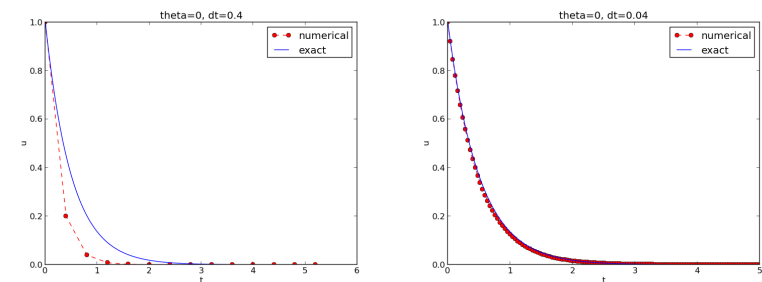 theta=0, dt=0.4
numerical
exact
1.0
0.8
0.6
0.4
0.2
0.0
u
0 1 2 3 4 5 6
t
theta=0, dt=0.04
numerical
exact
1.0
0.8
0.6
0.4
0.2
0.0
u
0 1 2 3 4 5
t